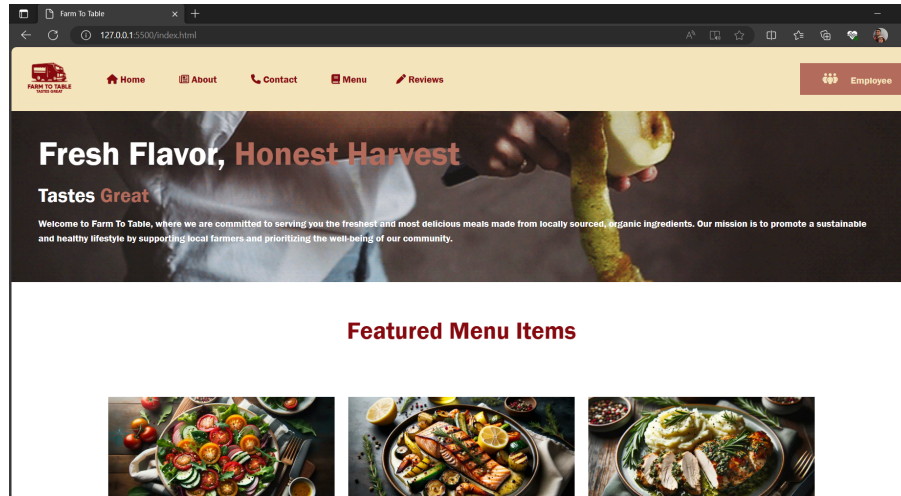 Farm To Table
127.0.0.1:5500/index.html
FARM TO TABLE
TASTES GREAT
Home
About
Contact
Menu
Reviews
Employee
Fresh Flavor, Honest Harvest
Tastes Great
Welcome to Farm To Table, where we are committed to serving you the freshest and most delicious meals made from locally sourced, organic ingredients. Our mission is to promote a sustainable
and healthy lifestyle by supporting local farmers and prioritizing the well-being of our community.
Featured Menu Items